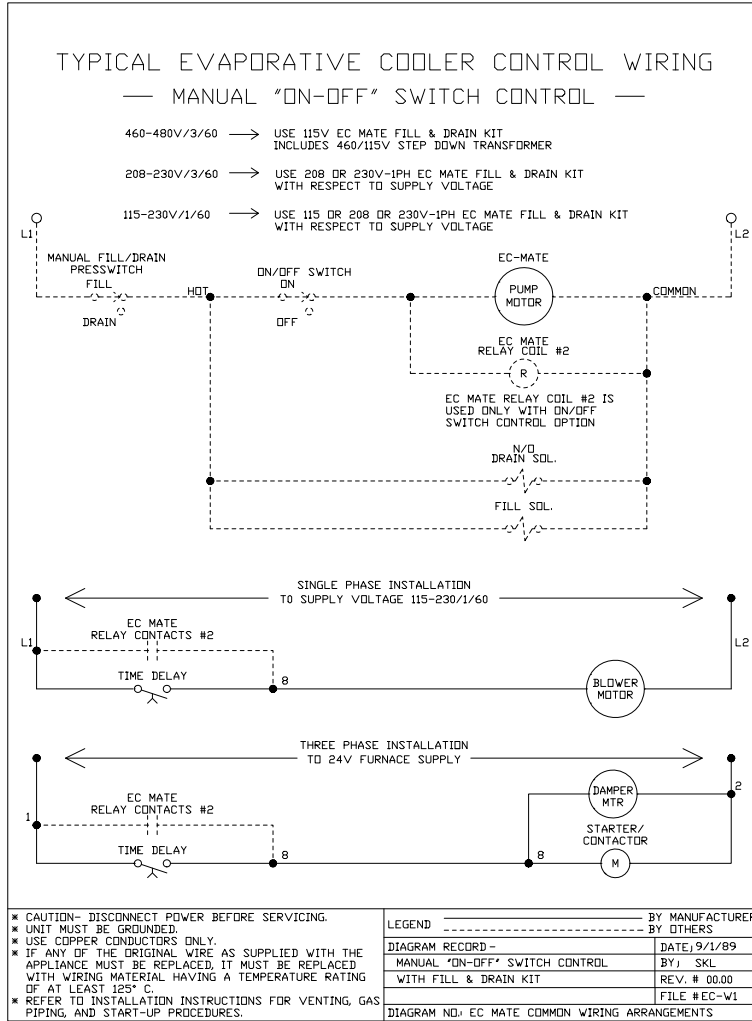 TYPICAL EVAPORATIVE COOLER CONTROL WIRING
— MANUAL "ON-OFF" SWITCH CONTROL —
460-480V/3/60 → USE 115V EC MATE FILL & DRAIN KIT
INCLUDES 460/115V STEP DOWN TRANSFORMER
208-230V/3/60 → USE 208 OR 230V-1PH EC MATE FILL & DRAIN KIT
WITH RESPECT TO SUPPLY VOLTAGE
115-230V/1/60 → USE 115 OR 208 OR 230V-1PH EC MATE FILL & DRAIN KIT
WITH RESPECT TO SUPPLY VOLTAGE
L1
L2
MANUAL FILL/DRAIN
PRESSWITCH
FILL
DRAIN
HOT
ON/OFF SWITCH
ON
OFF
EC-MATE
PUMP
MOTOR
COMMON
EC MATE
RELAY COIL #2
R
EC MATE RELAY COIL #2 IS
USED ONLY WITH ON/OFF
SWITCH CONTROL OPTION
N/O
DRAIN SOL.
FILL SOL.
SINGLE PHASE INSTALLATION
TO SUPPLY VOLTAGE 115-230/1/60
L1
L2
EC MATE
RELAY CONTACTS #2
TIME DELAY
8
BLOWER
MOTOR
THREE PHASE INSTALLATION
TO 24V FURNACE SUPPLY
1
2
EC MATE
RELAY CONTACTS #2
TIME DELAY
8
8
DAMPER
MTR
STARTER/
CONTACTOR
M
* CAUTION- DISCONNECT POWER BEFORE SERVICING.
* UNIT MUST BE GROUNDED.
* USE COPPER CONDUCTORS ONLY.
* IF ANY OF THE ORIGINAL WIRE AS SUPPLIED WITH THE
APPLIANCE MUST BE REPLACED, IT MUST BE REPLACED
WITH WIRING MATERIAL HAVING A TEMPERATURE RATING
OF AT LEAST 125° C.
* REFER TO INSTALLATION INSTRUCTIONS FOR VENTING, GAS
PIPING, AND START-UP PROCEDURES.
LEGEND
BY MANUFACTURER
BY OTHERS
DIAGRAM RECORD -
DATE; 9/1/89
MANUAL "ON-OFF" SWITCH CONTROL
BY; SKL
WITH FILL & DRAIN KIT
REV. # 00.00
FILE # EC-W1
DIAGRAM NO.: EC MATE COMMON WIRING ARRANGEMENTS